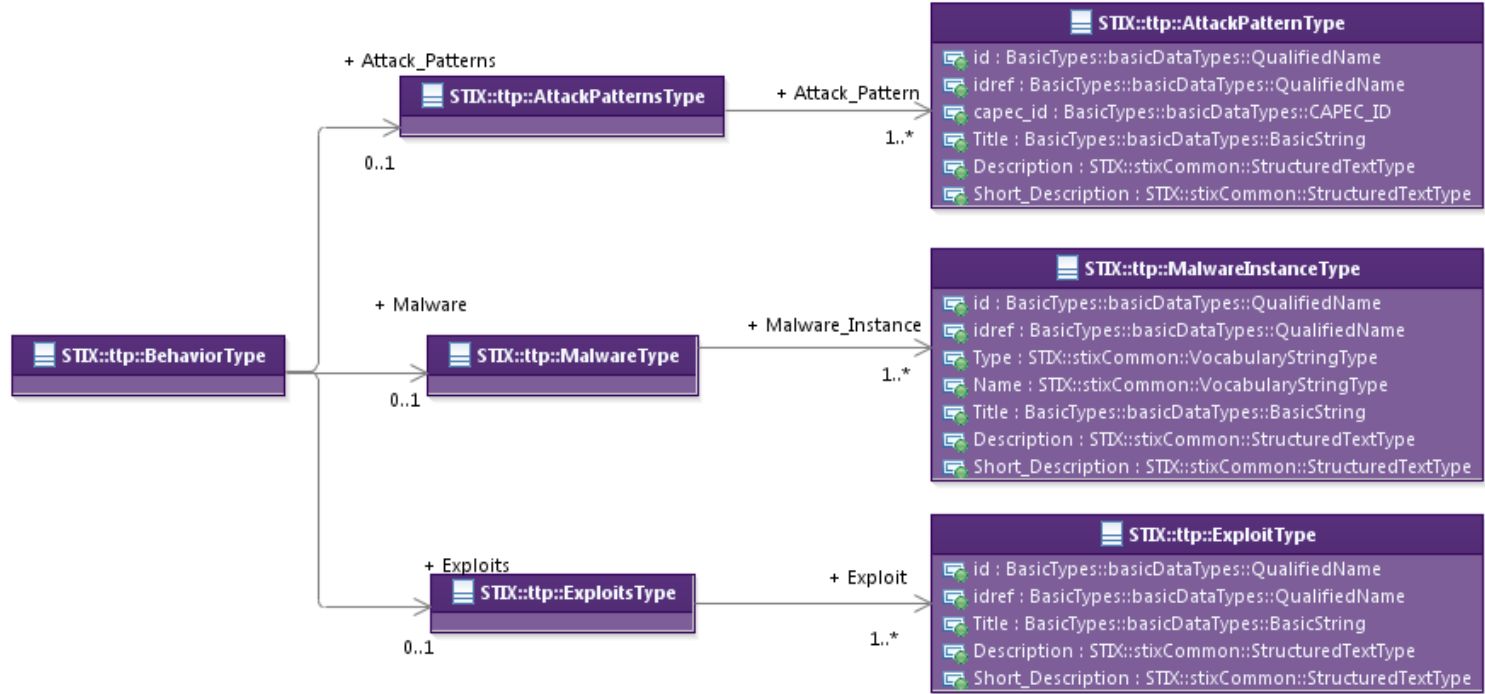 + Attack_Patterns
STIX::ttp::AttackPatternsType
0..1
+ Attack_Pattern
1..*
STIX::ttp::AttackPatternType
id : BasicTypes::basicDataTypes::QualifiedName
idref : BasicTypes::basicDataTypes::QualifiedName
capec_id : BasicTypes::basicDataTypes::CAPEC_ID
Title : BasicTypes::basicDataTypes::BasicString
Description : STIX::stixCommon::StructuredTextType
Short_Description : STIX::stixCommon::StructuredTextType
STIX::ttp::BehaviorType
+ Malware
STIX::ttp::MalwareType
0..1
+ Malware_Instance
1..*
STIX::ttp::MalwareInstanceType
id : BasicTypes::basicDataTypes::QualifiedName
idref : BasicTypes::basicDataTypes::QualifiedName
Type : STIX::stixCommon::VocabularyStringType
Name : STIX::stixCommon::VocabularyStringType
Title : BasicTypes::basicDataTypes::BasicString
Description : STIX::stixCommon::StructuredTextType
Short_Description : STIX::stixCommon::StructuredTextType
+ Exploits
STIX::ttp::ExploitsType
0..1
+ Exploit
1..*
STIX::ttp::ExploitType
id : BasicTypes::basicDataTypes::QualifiedName
idref : BasicTypes::basicDataTypes::QualifiedName
Title : BasicTypes::basicDataTypes::BasicString
Description : STIX::stixCommon::StructuredTextType
Short_Description : STIX::stixCommon::StructuredTextType